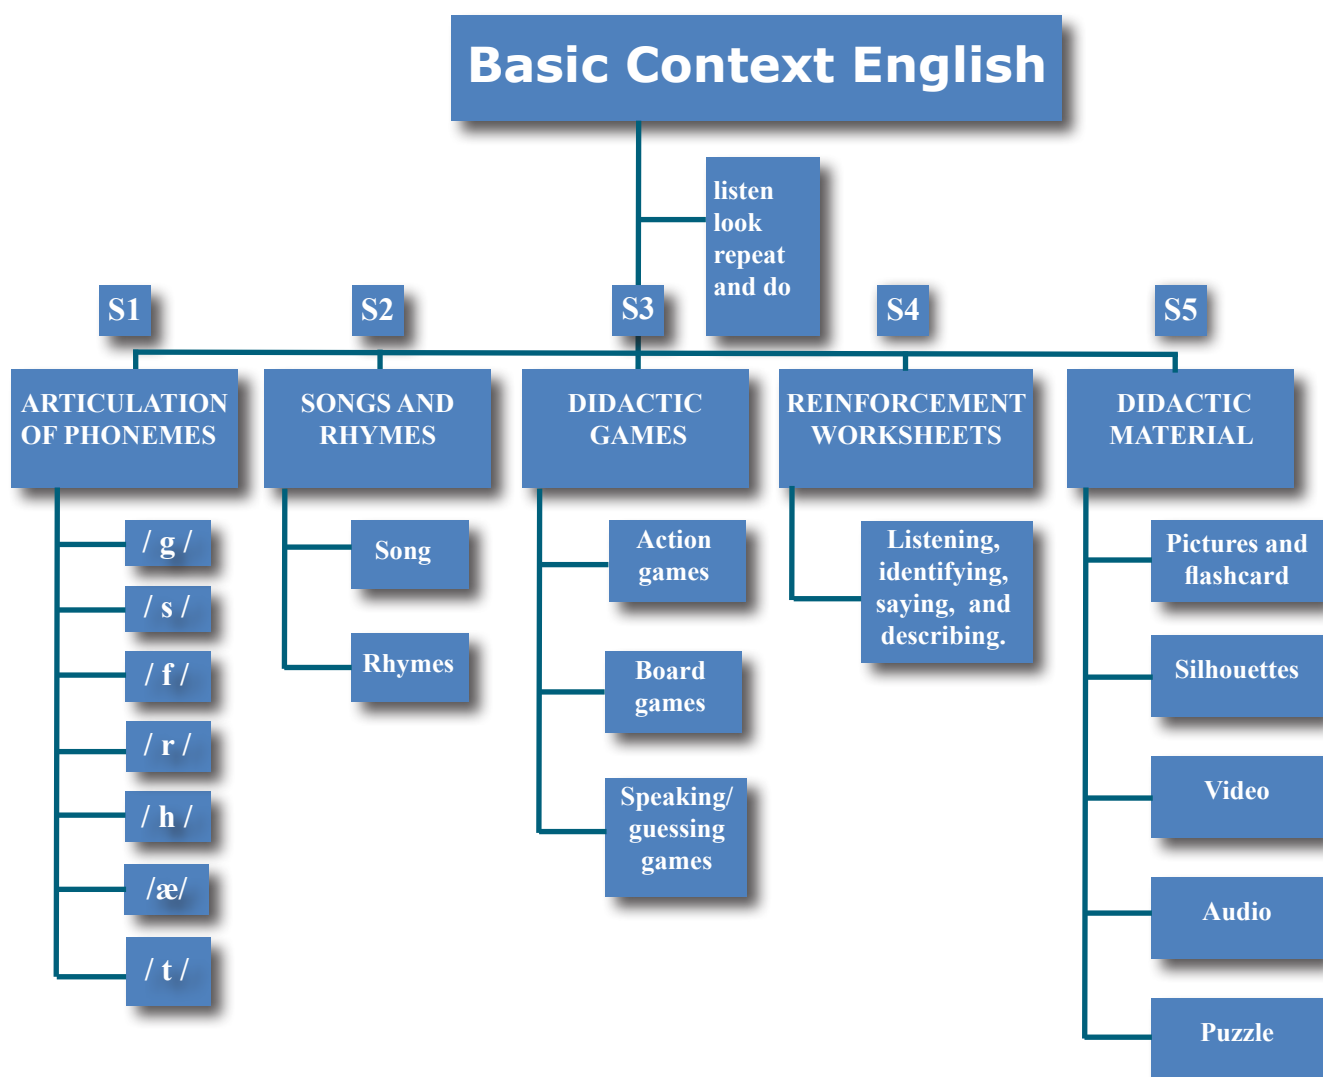 Basic Context English
listen
look
repeat
and do
S1
S2
S3
S4
S5
ARTICULATION
OF PHONEMES
SONGS AND
RHYMES
DIDACTIC
GAMES
REINFORCEMENT
WORKSHEETS
DIDACTIC
MATERIAL
/ g /
/ s /
/ f /
/ r /
/ h /
/æ/
/ t /
Song
Rhymes
Action
games
Board
games
Speaking/
guessing
games
Listening,
identifying,
saying, and
describing.
Pictures and
flashcard
Silhouettes
Video
Audio
Puzzle